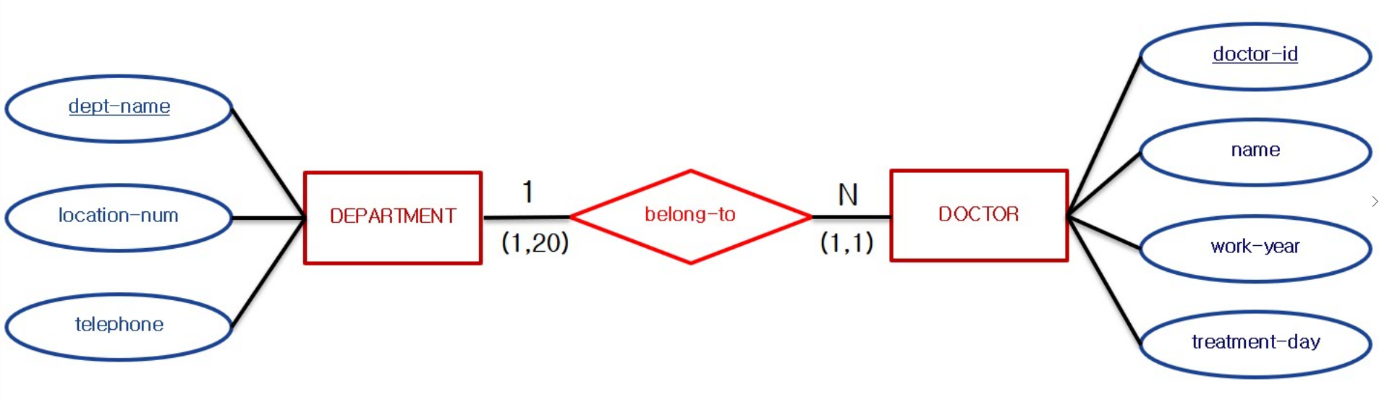 dept-name
location-num
telephone
DEPARTMENT
1
(1,20)
belong-to
N
(1,1)
DOCTOR
doctor-id
name
work-year
treatment-day